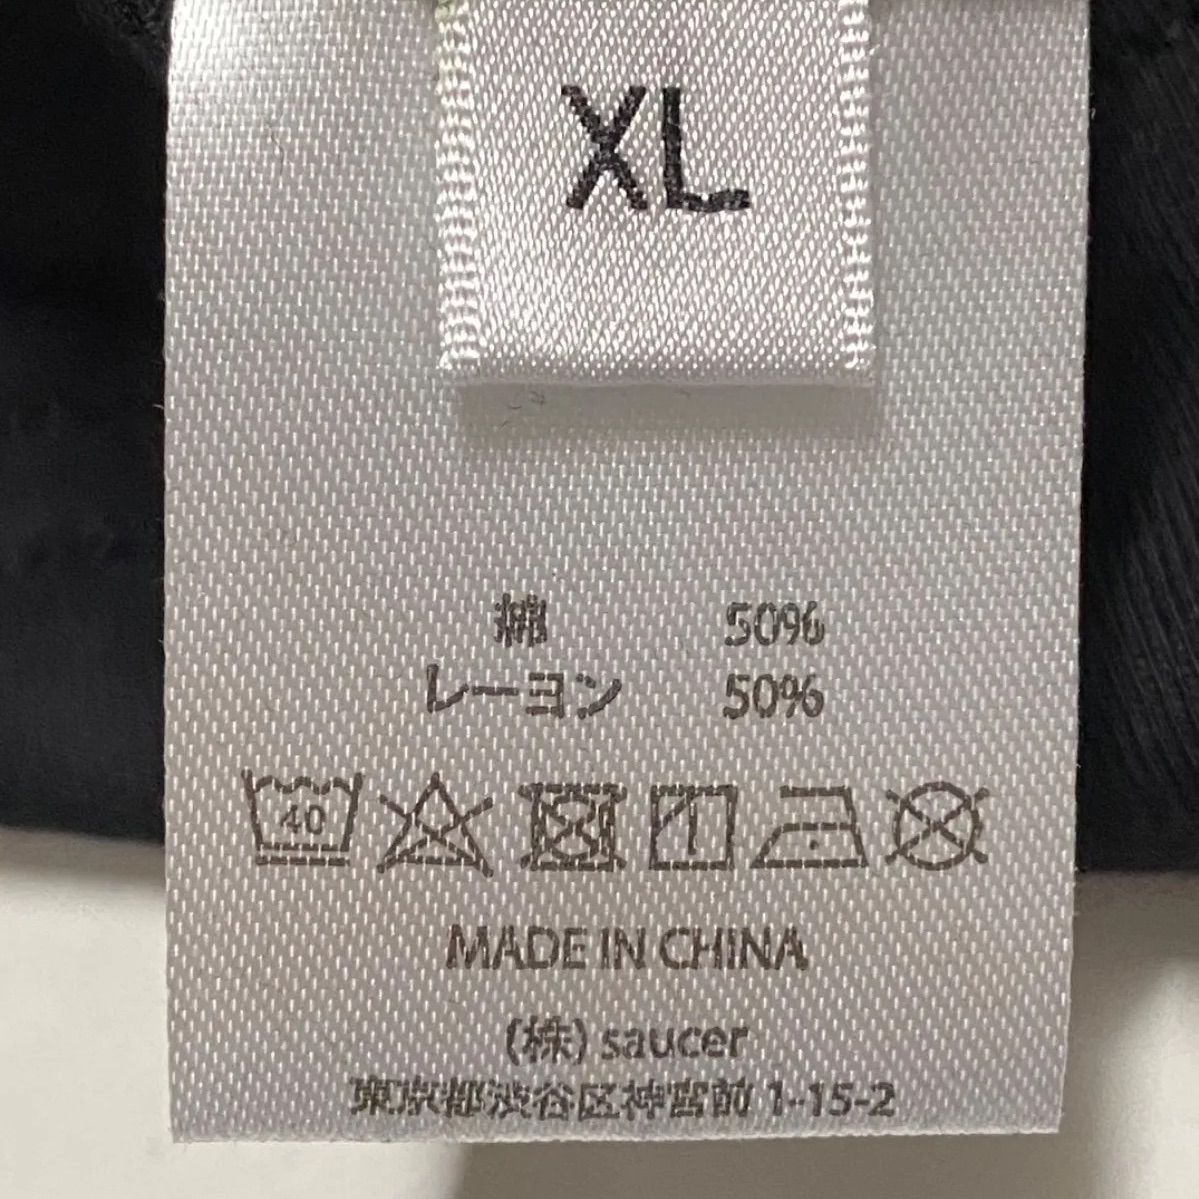 XL
綿 50%
レーヨン 50%
40
MADE IN CHINA
(株) saucer
東京都渋谷区神宮前 1-15-2